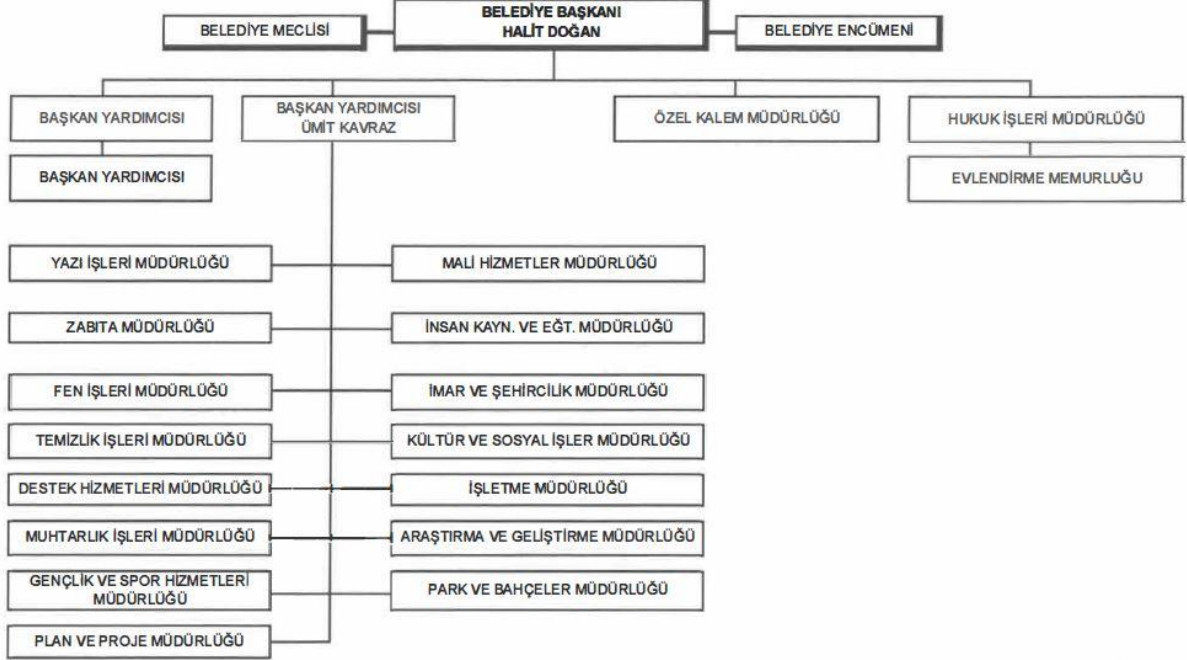 BELEDİYE BAŞKANI
HALİT DOĞAN
BELEDİYE MECLİSİ
BELEDİYE ENCÜMENİ
BAŞKAN YARDIMCISI
BAŞKAN YARDIMCISI
ÜMİT KAVRAZ
ÖZEL KALEM MÜDÜRLÜĞÜ
HUKUK İŞLERİ MÜDÜRLÜĞÜ
BAŞKAN YARDIMCISI
EVLENDİRME MEMURLUĞU
YAZI İŞLERİ MÜDÜRLÜĞÜ
MALİ HİZMETLER MÜDÜRLÜĞÜ
ZABITA MÜDÜRLÜĞÜ
İNSAN KAYN. VE EĞT. MÜDÜRLÜĞÜ
FEN İŞLERİ MÜDÜRLÜĞÜ
İMAR VE ŞEHİRCİLİK MÜDÜRLÜĞÜ
TEMİZLİK İŞLERİ MÜDÜRLÜĞÜ
KÜLTÜR VE SOSYAL İŞLER MÜDÜRLÜĞÜ
DESTEK HİZMETLERİ MÜDÜRLÜĞÜ
İŞLETME MÜDÜRLÜĞÜ
MUHTARLIK İŞLERİ MÜDÜRLÜĞÜ
ARAŞTIRMA VE GELİŞTİRME MÜDÜRLÜĞÜ
GENÇLİK VE SPOR HİZMETLERİ
MÜDÜRLÜĞÜ
PARK VE BAHÇELER MÜDÜRLÜĞÜ
PLAN VE PROJE MÜDÜRLÜĞÜ